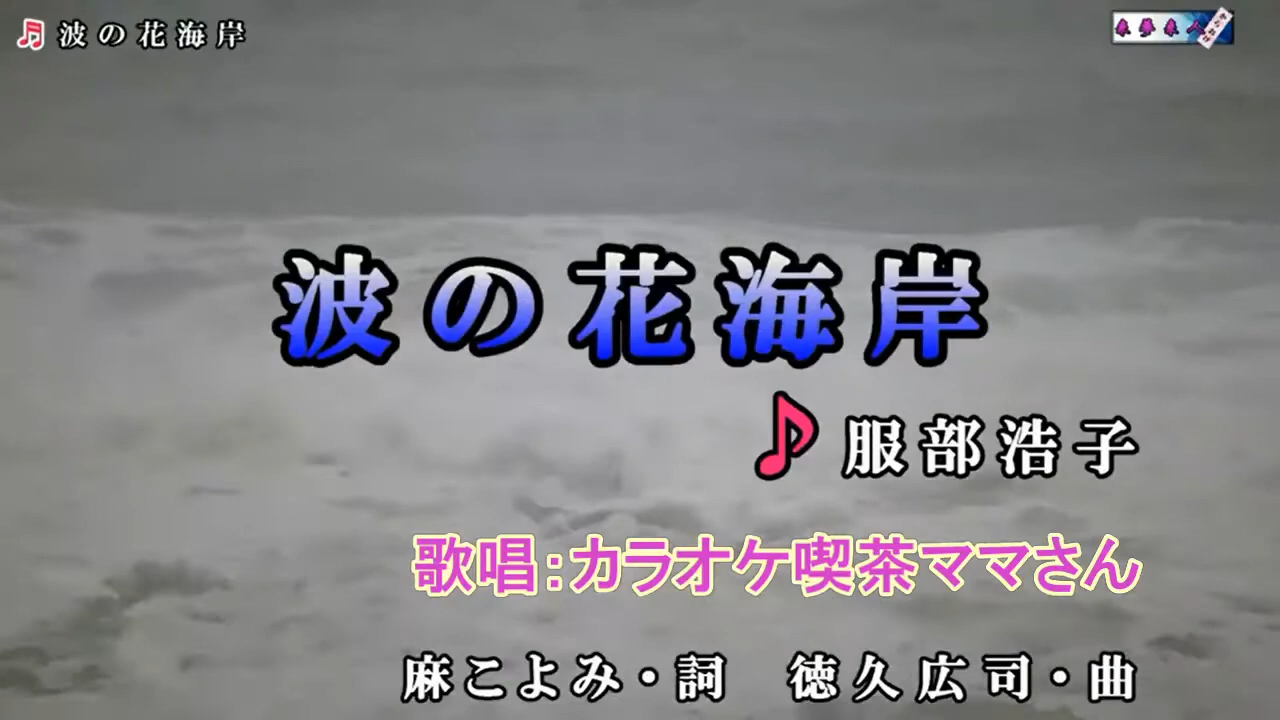 波の花海岸
波の花海岸
服部浩子
歌唱:カラオケ喫茶ママさん
麻こよみ・詞 徳久広司・曲